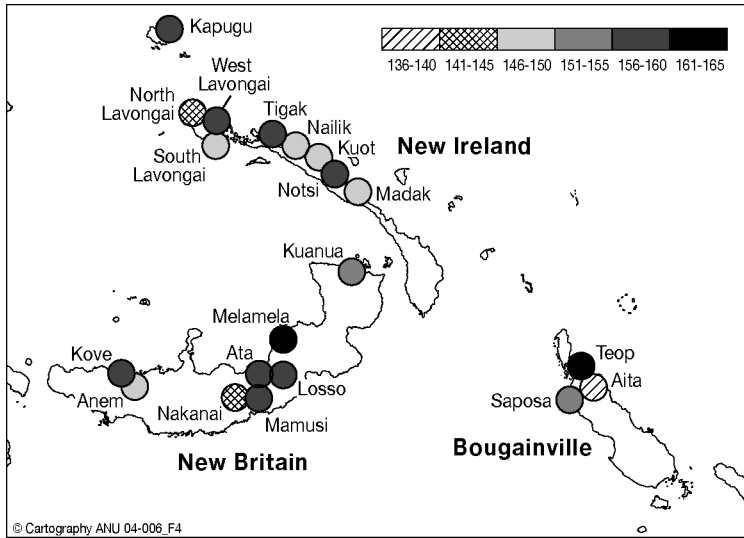 Kapugu
136-140 141-145 146-150 151-155 156-160 161-165
West
Lavongai
North
Lavongai
Tigak
Nailik
Kuot
New Ireland
South
Lavongai
Notsi
Madak
Kuanua
Melamela
Kove
Ata
Teop
Aita
Losso
Anem
Nakanai
Saposa
Mamusi
Bougainville
New Britain
© Cartography ANU 04-006_F4